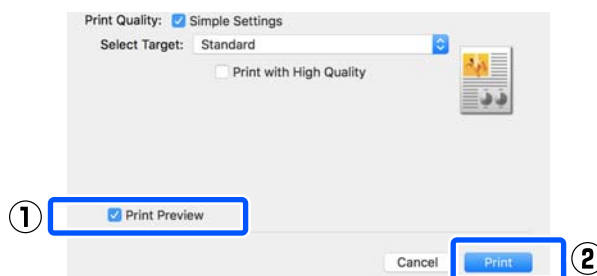 Print Quality: Simple Settings
Select Target: Standard
Print with High Quality
① Print Preview
Cancel Print ②